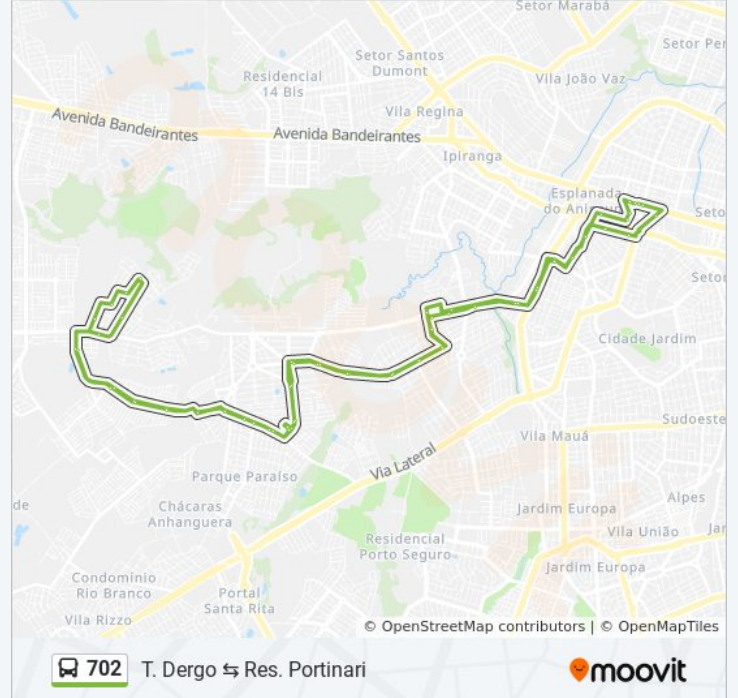 Setor Marabá
Setor Santos
Dumont
Setor Per
Residencial
14 Bis
Vila João Vaz
Vila Regina
Avenida Bandeirantes
Avenida Bandeirantes
Ipiranga
Esplanada
do Anicuns
Seto
Setor
Cidade Jardim
Sudoeste
Vila Mauá
Via Lateral
Parque Paraíso
Chácaras
Anhanguera
de
Jardim Europa
Alpes
Vila União
Jar
Residencial
Porto Seguro
Jardim Europa
Condomínio
Rio Branco
Portal
Santa Rita
Vila Rizzo
© OpenStreetMap contributors | © OpenMapTiles
702 T. Dergo ⇆ Res. Portinari
moovit